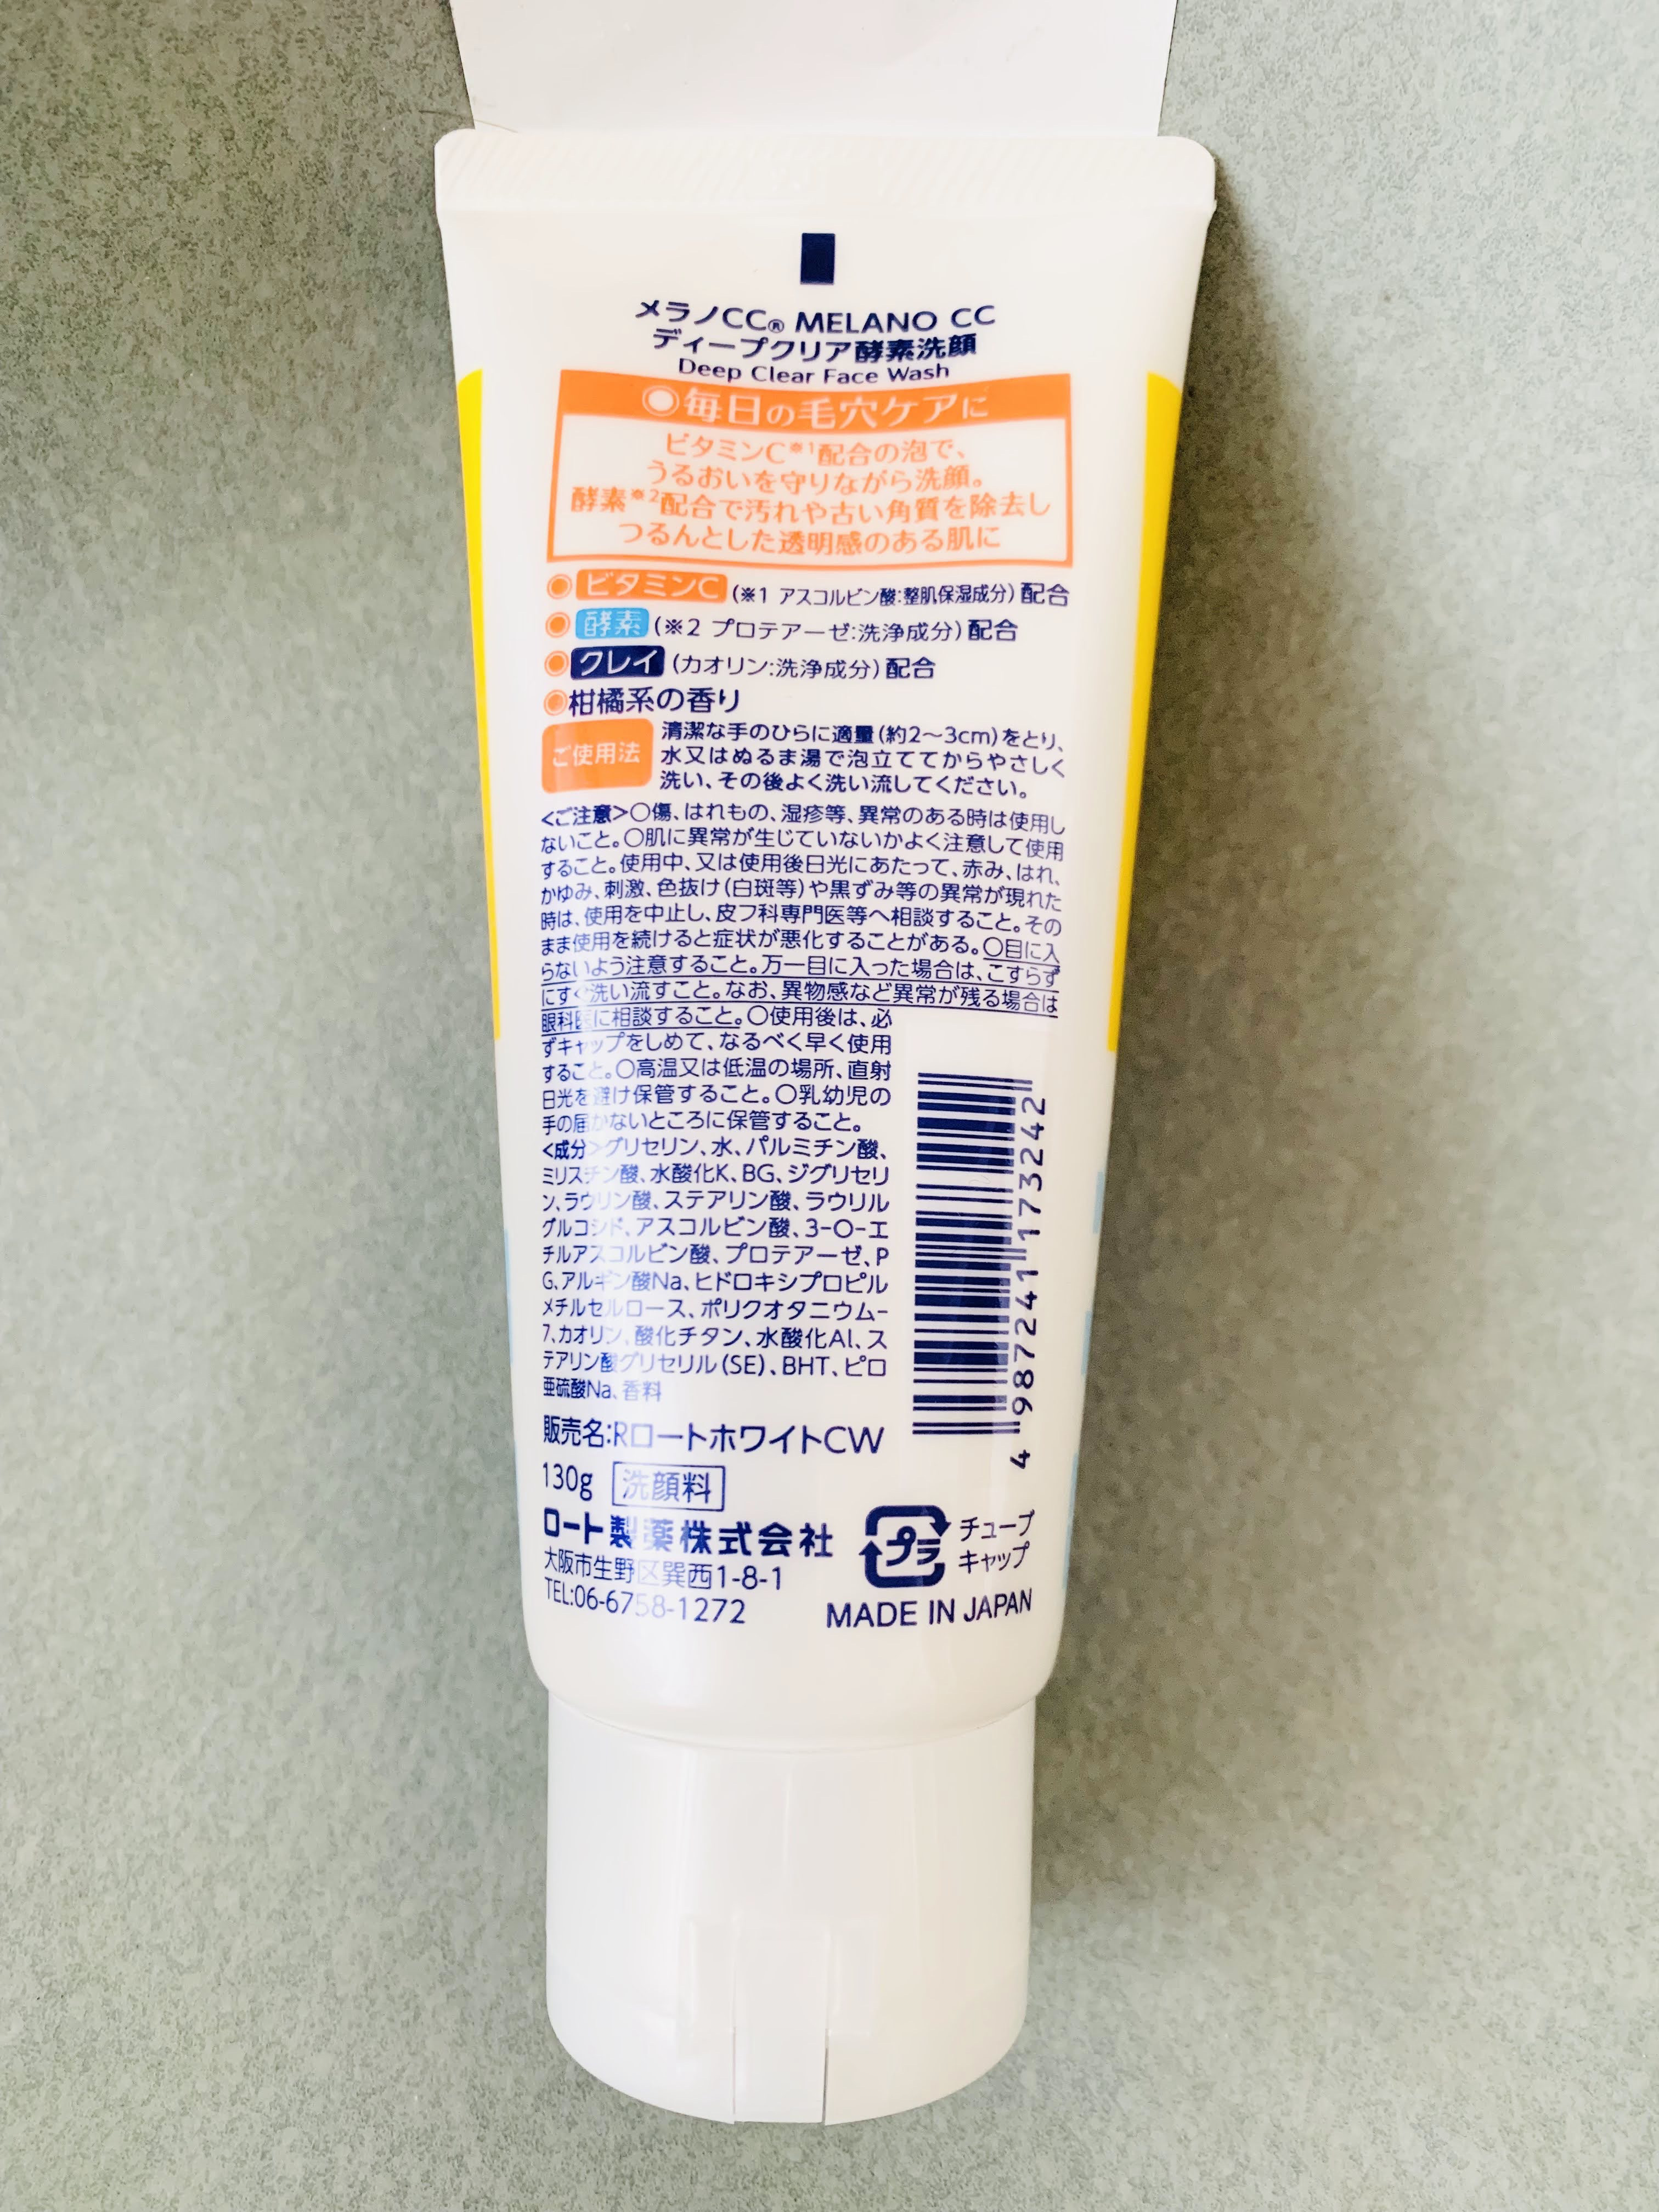 メラノCC® MELANO CC
ディープクリア酵素洗顔
Deep Clear Face Wash
◎毎日の毛穴ケアに
ビタミンC※1配合の泡で、
うるおいを守りながら洗顔。
酵素※2配合で汚れや古い角質を除去し
つるんとした透明感のある肌に
◉ビタミンC(※1 アスコルビン酸:整肌保湿成分)配合
◉酵素(※2 プロテアーゼ:洗浄成分)配合
◉クレイ(カオリン:洗浄成分)配合
◉柑橘系の香り
ご使用法
清潔な手のひらに適量(約2〜3cm)をとり、
水又はぬるま湯で泡立ててからやさしく
洗い、その後よく洗い流してください。
<ご注意>○傷、はれもの、湿疹等、異常のある時は使用し
ないこと。○肌に異常が生じていないかよく注意して使用
すること。使用中、又は使用後日光にあたって、赤み、はれ、
かゆみ、刺激、色抜け(白斑等)や黒ずみ等の異常が現れた
時は、使用を中止し、皮フ科専門医等へ相談すること。その
まま使用を続けると症状が悪化することがある。○目に入
らないよう注意すること。万一目に入った場合は、こすらず
にすぐ洗い流すこと。なお、異物感など異常が残る場合は
眼科医に相談すること。○使用後は、必
ずキャップをしめて、なるべく早く使用
すること。○高温又は低温の場所、直射
日光を避け保管すること。○乳幼児の
手の届かないところに保管すること。
<成分>グリセリン、水、パルミチン酸、
ミリスチン酸、水酸化K、BG、ジグリセリ
ン、ラウリン酸、ステアリン酸、ラウリル
グルコシド、アスコルビン酸、3-O-エ
チルアスコルビン酸、プロテアーゼ、P
G、アルギン酸Na、ヒドロキシプロピル
メチルセルロース、ポリクオタニウム-
7、カオリン、酸化チタン、水酸化Al、ス
テアリン酸グリセリル(SE)、BHT、ピロ
亜硫酸Na、香料
4 987241 173242
販売名:RロートホワイトCW
130g 洗顔料
ロート製薬株式会社
大阪市生野区巽西1-8-1
TEL:06-6758-1272
プラ
チューブ
キャップ
MADE IN JAPAN